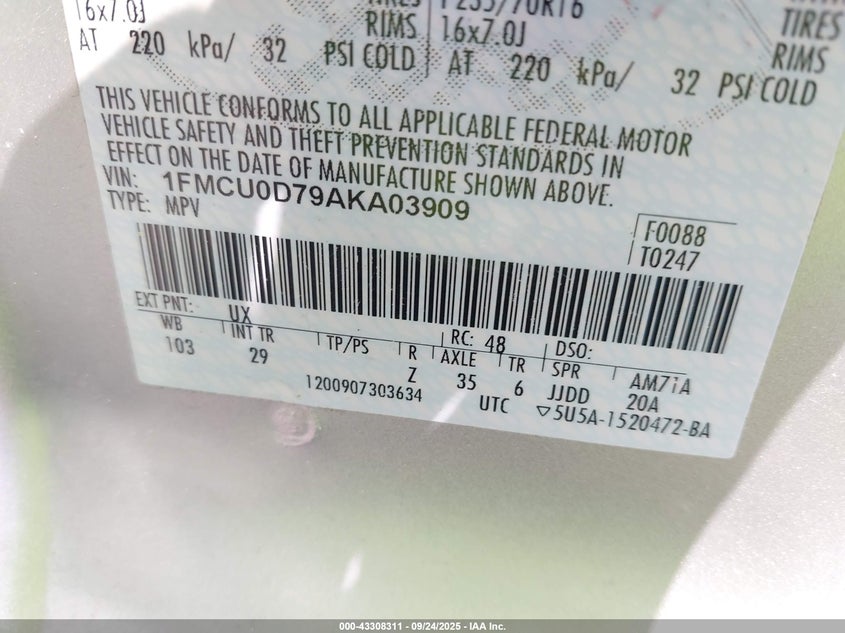 16x7.0J
RIMS 16x7.0J TIRES
AT 220 kPa/ 32 PSI COLD AT 220 kPa/ 32 PSI COLD RIMS
THIS VEHICLE CONFORMS TO ALL APPLICABLE FEDERAL MOTOR
VEHICLE SAFETY AND THEFT PREVENTION STANDARDS IN
EFFECT ON THE DATE OF MANUFACTURE SHOWN ABOVE.
VIN: 1FMCU0D79AKA03909
TYPE: MPV
F0088
T0247
EXT PNT: UX RC: 48 DSO:
WB INT TR TP/PS R AXLE TR SPR AM71A
103 29 Z 35 6 JJDD 20A
1200907303634 UTC ▽5U5A-1520472-BA
000-43308311 - 09/24/2025 - IAA Inc.